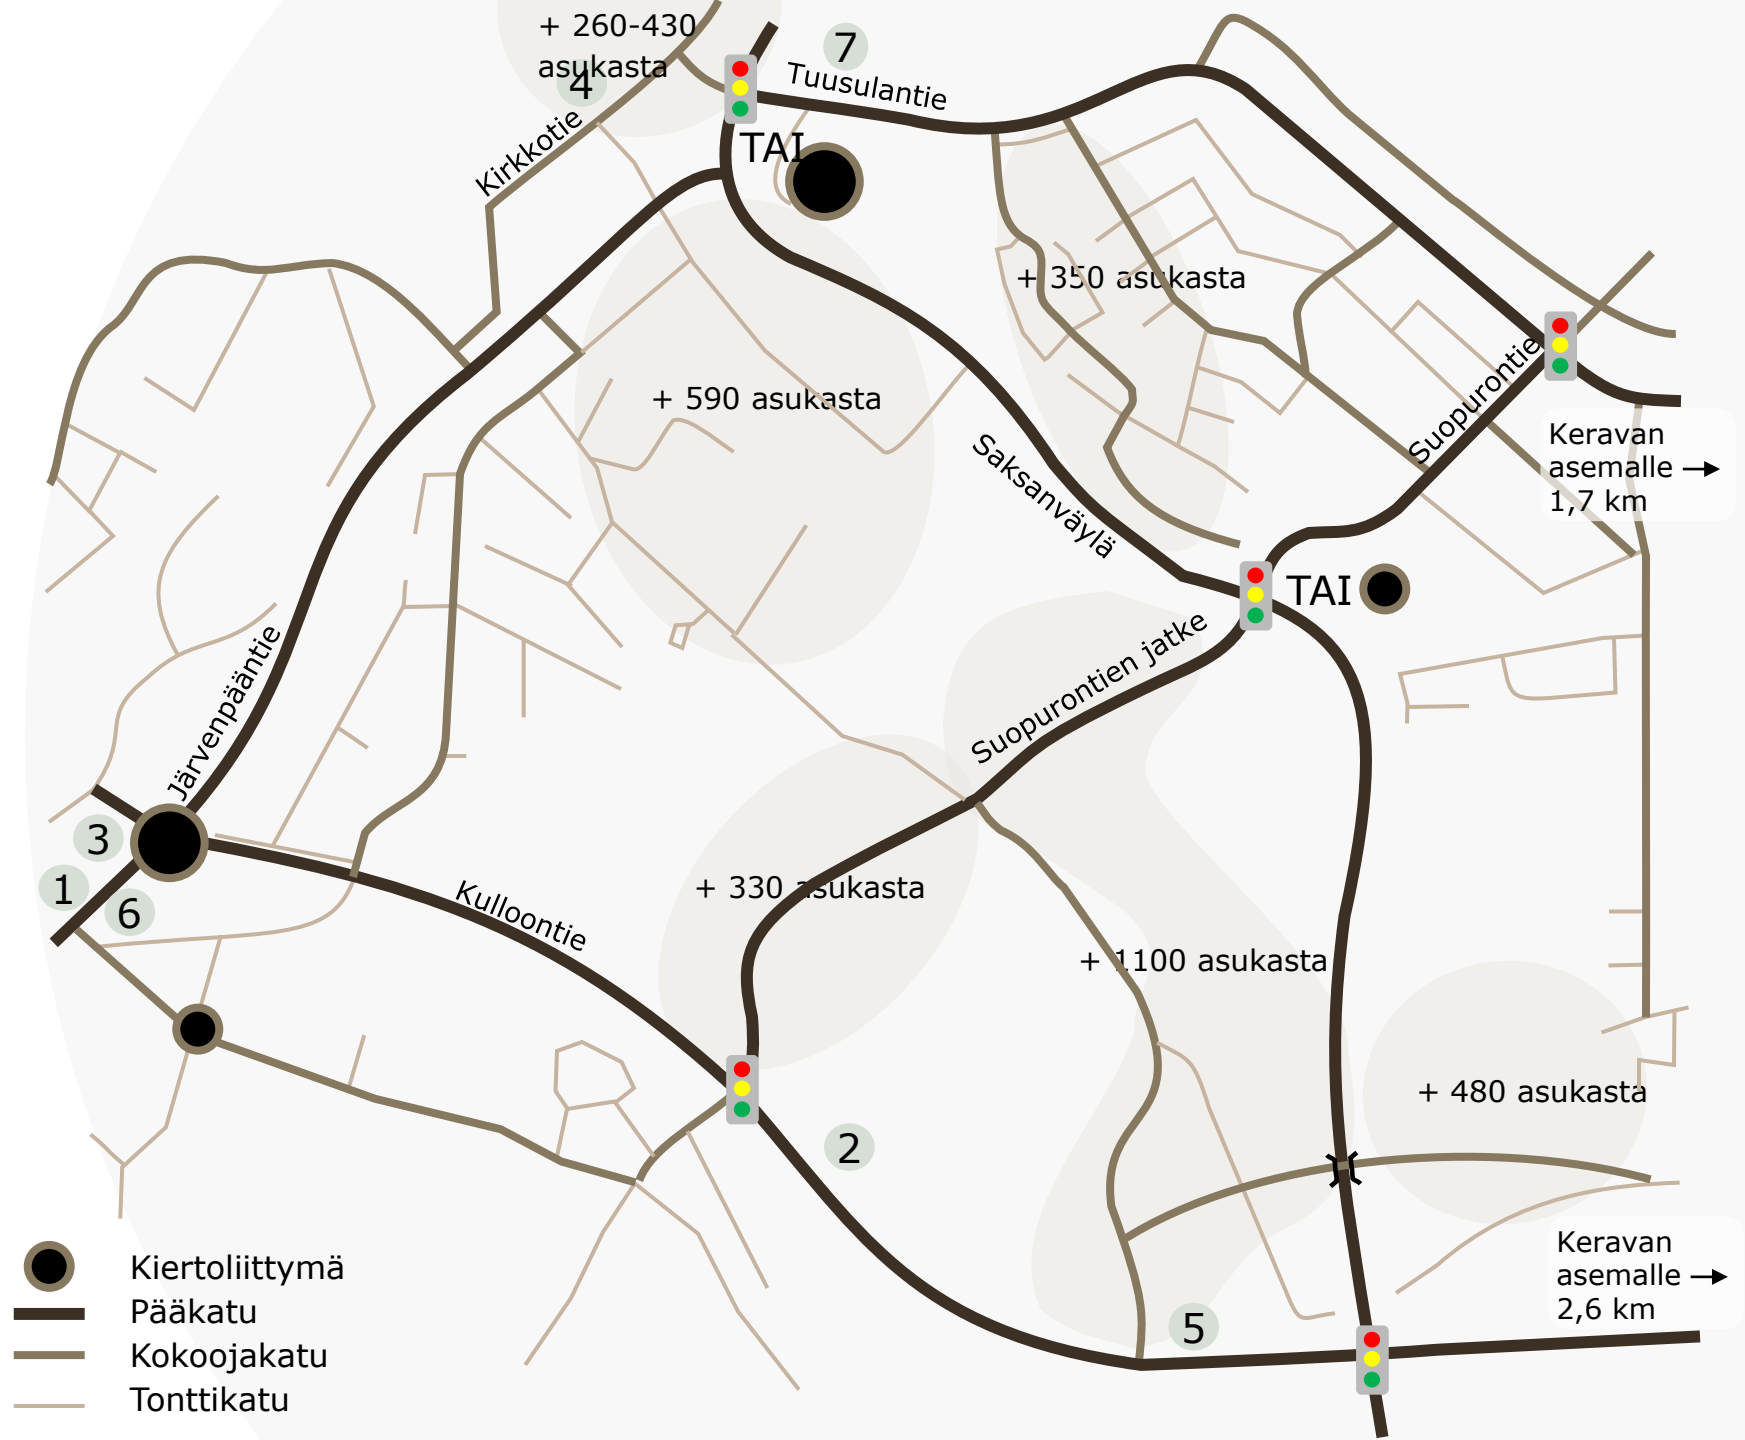 + 260-430
asukasta
4
7
Tuusulantie
Kirkkotie
TAI
+ 350 asukasta
Suopurontie
+ 590 asukasta
Keravan
asemalle →
1,7 km
Saksanväylä
TAI
Suopurontien jatke
Järvenpääntie
3
1
6
Kulloontie
+ 330 asukasta
+ 1100 asukasta
+ 480 asukasta
2
Keravan
asemalle →
2,6 km
5
Kiertoliittymä
Pääkatu
Kokoojakatu
Tonttikatu